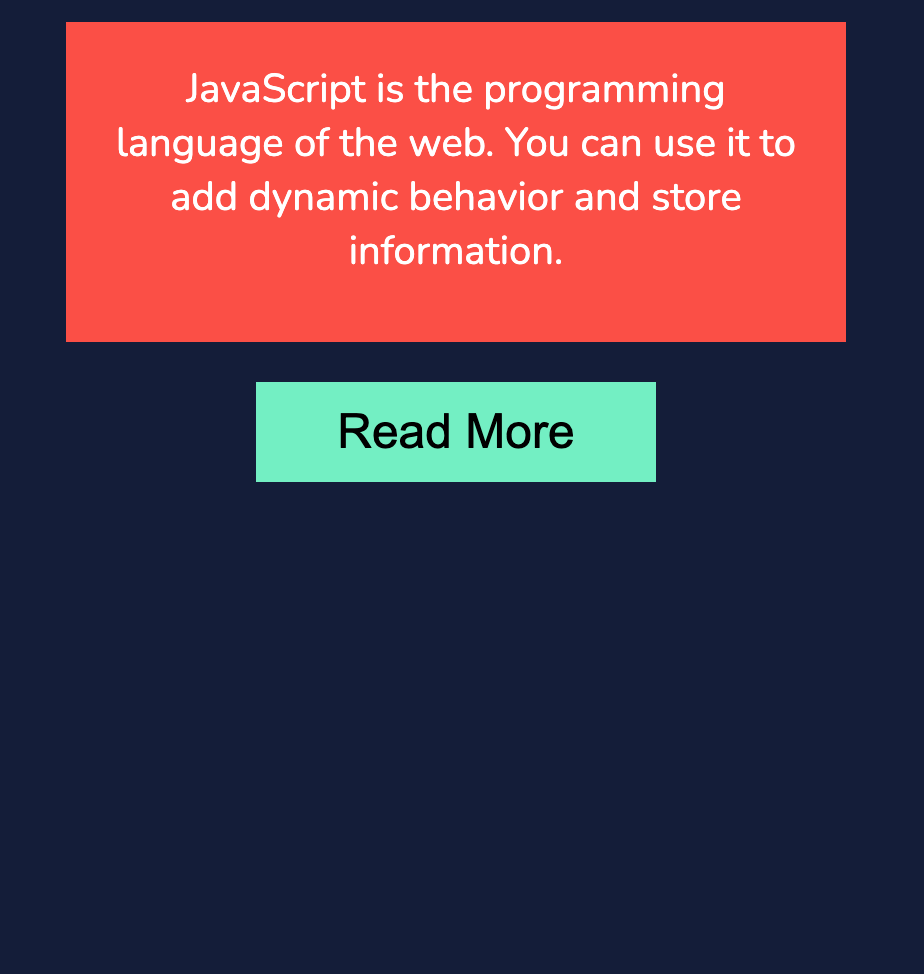 JavaScript is the programming
language of the web. You can use it to
add dynamic behavior and store
information.
Read More